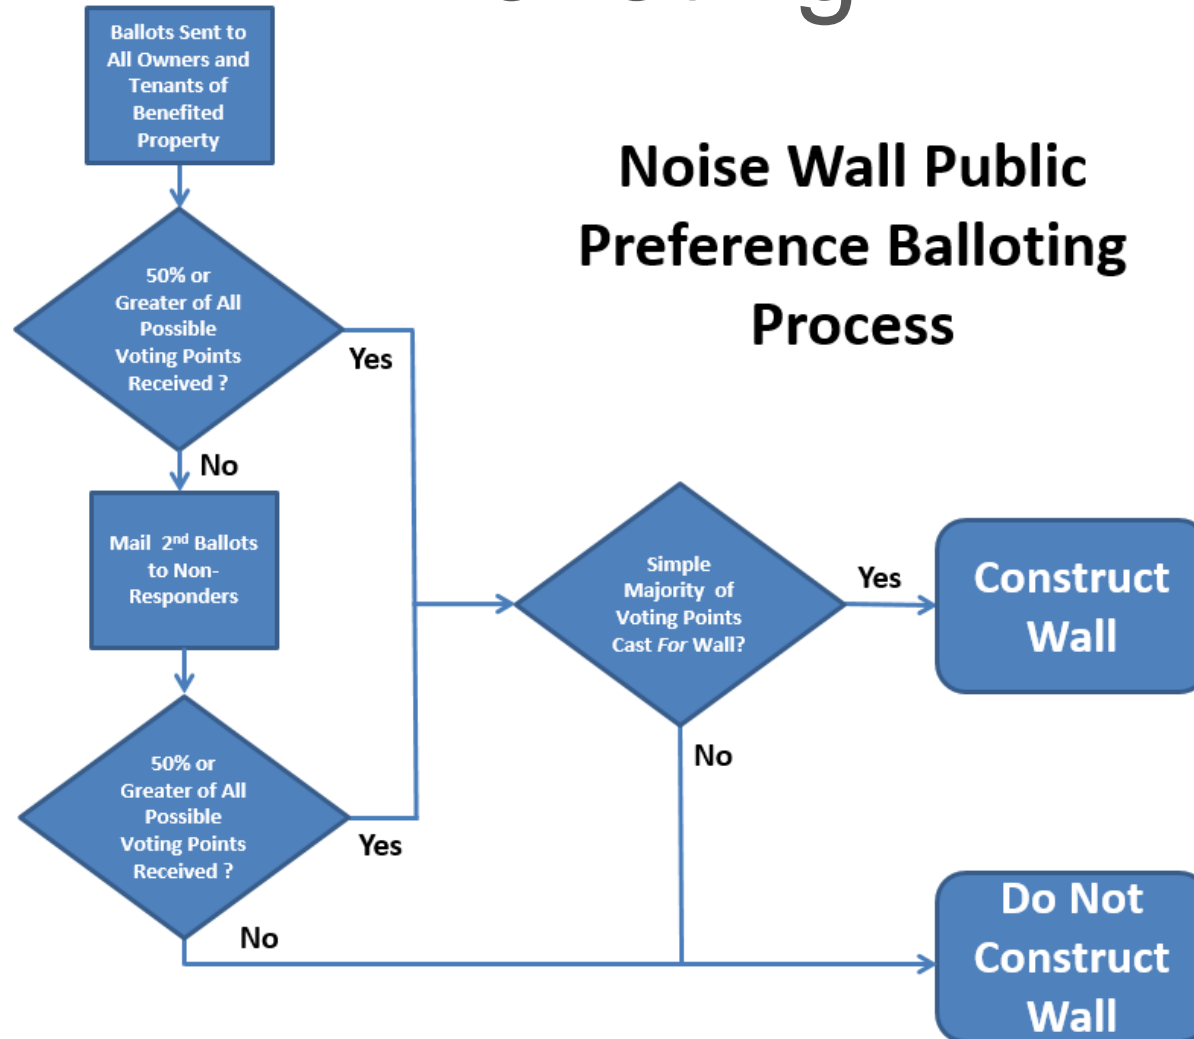 Noise Wall Public
Preference Balloting
Process
Ballots Sent to
All Owners and
Tenants of
Benefited
Property
50% or
Greater of All
Possible
Voting Points
Received ?
Yes
No
Mail 2nd Ballots
to Non-
Responders
50% or
Greater of All
Possible
Voting Points
Received ?
Yes
No
Simple
Majority of
Voting Points
Cast For Wall?
Yes
No
Construct
Wall
Do Not
Construct
Wall